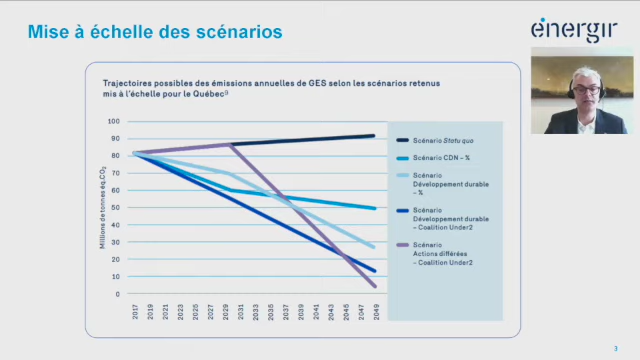 Mise à échelle des scénarios
énergir
Trajectoires possibles des émissions annuelles de GES selon les scénarios retenus
mis à l'échelle pour le Québec⁹
Millions de tonnes éq.CO₂
100
90
80
70
60
50
40
30
20
10
0
2017
2019
2021
2023
2025
2027
2029
2031
2033
2035
2037
2039
2041
2043
2045
2047
2049
Scénario Statu quo
Scénario CDN – %
Scénario
Développement durable
– %
Scénario
Développement durable
– Coalition Under2
Scénario
Actions différées
– Coalition Under2
3